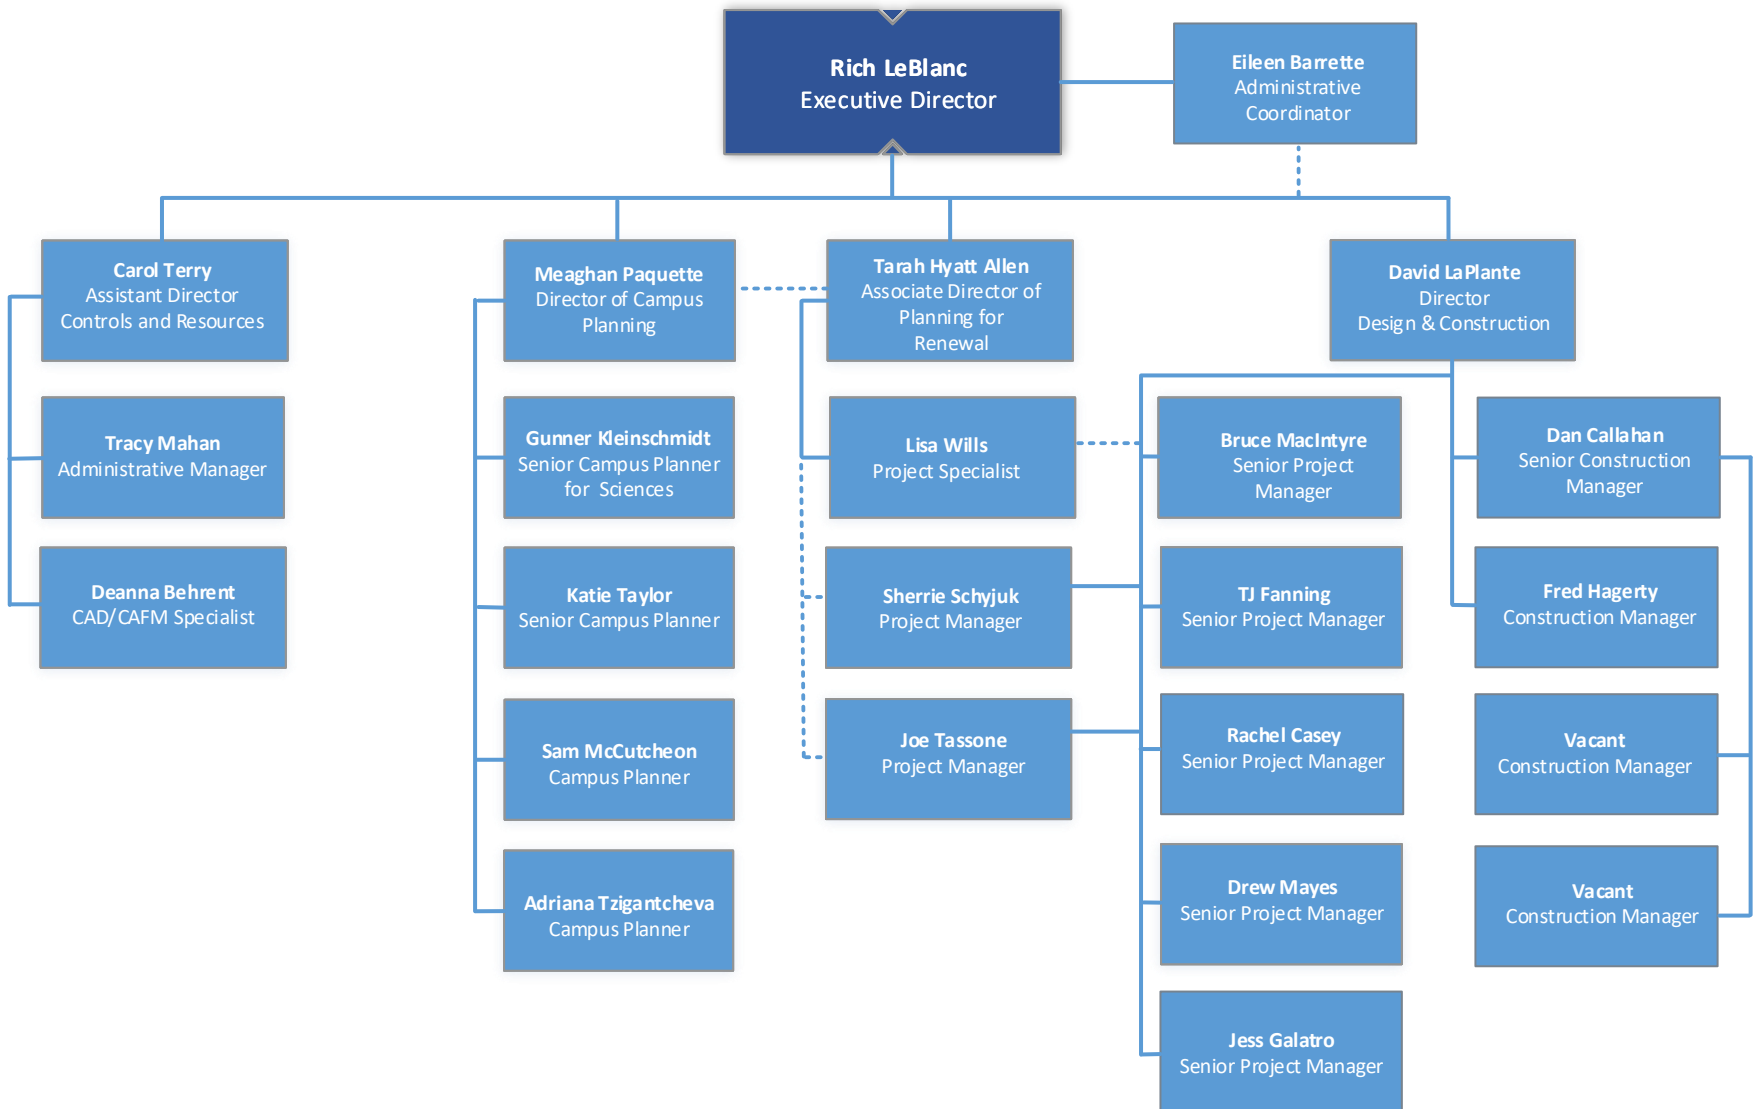 Rich LeBlanc
Executive Director
Eileen Barrette
Administrative
Coordinator
Carol Terry
Assistant Director
Controls and Resources
Meaghan Paquette
Director of Campus
Planning
Tarah Hyatt Allen
Associate Director of
Planning for
Renewal
David LaPlante
Director
Design & Construction
Tracy Mahan
Administrative Manager
Gunner Kleinschmidt
Senior Campus Planner
for Sciences
Lisa Wills
Project Specialist
Bruce MacIntyre
Senior Project
Manager
Dan Callahan
Senior Construction
Manager
Deanna Behrent
CAD/CAFM Specialist
Katie Taylor
Senior Campus Planner
Sherrie Schyjuk
Project Manager
TJ Fanning
Senior Project Manager
Fred Hagerty
Construction Manager
Sam McCutcheon
Campus Planner
Joe Tassone
Project Manager
Rachel Casey
Senior Project Manager
Vacant
Construction Manager
Adriana Tzigantcheva
Campus Planner
Drew Mayes
Senior Project Manager
Vacant
Construction Manager
Jess Galatro
Senior Project Manager